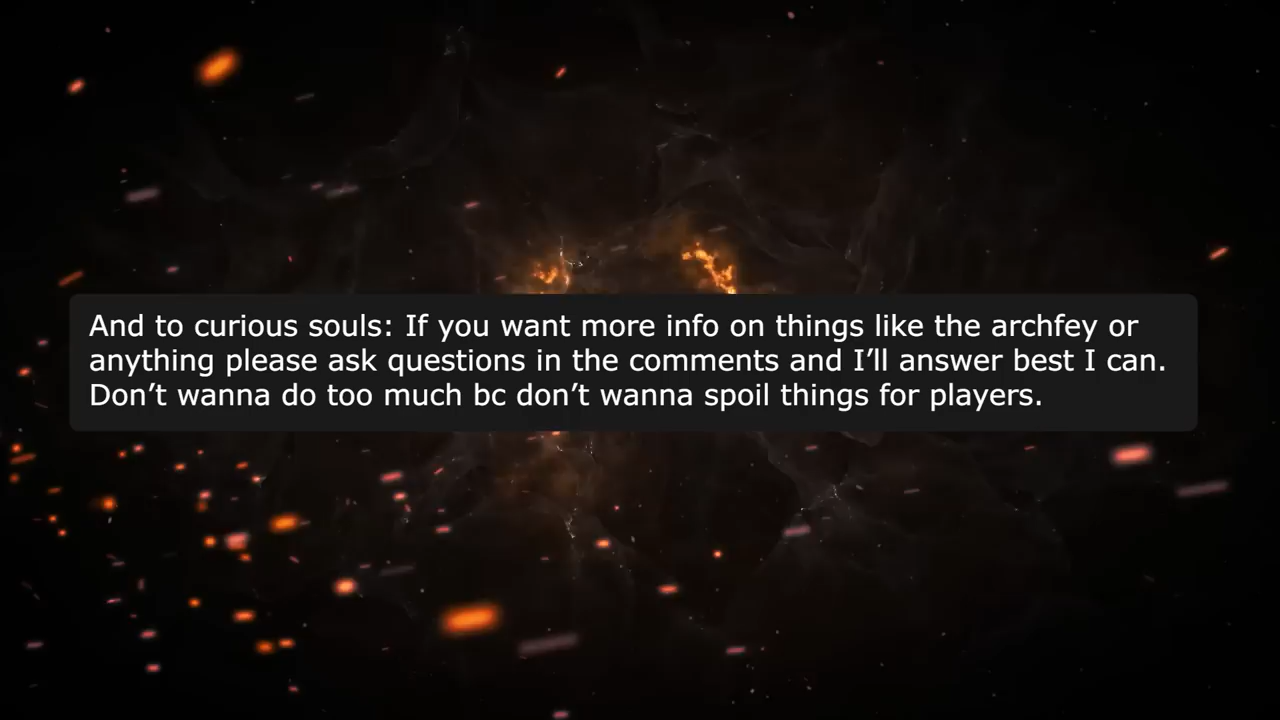 And to curious souls: If you want more info on things like the archfey or
anything please ask questions in the comments and I’ll answer best I can.
Don’t wanna do too much bc don’t wanna spoil things for players.